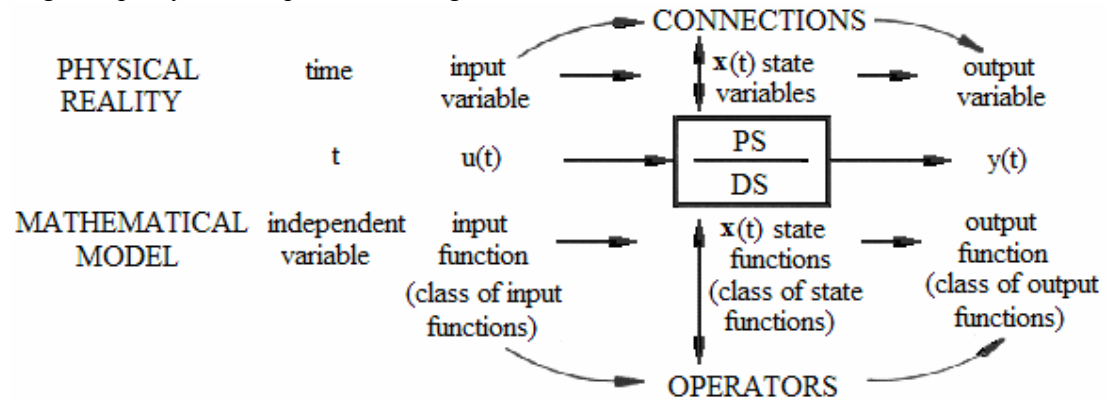 CONNECTIONS
PHYSICAL
REALITY
time
input
variable
x(t) state
variables
output
variable
t
u(t)
PS
DS
y(t)
MATHEMATICAL
MODEL
independent
variable
input
function
(class of input
functions)
x(t) state
functions
(class of state
functions)
output
function
(class of output
functions)
OPERATORS